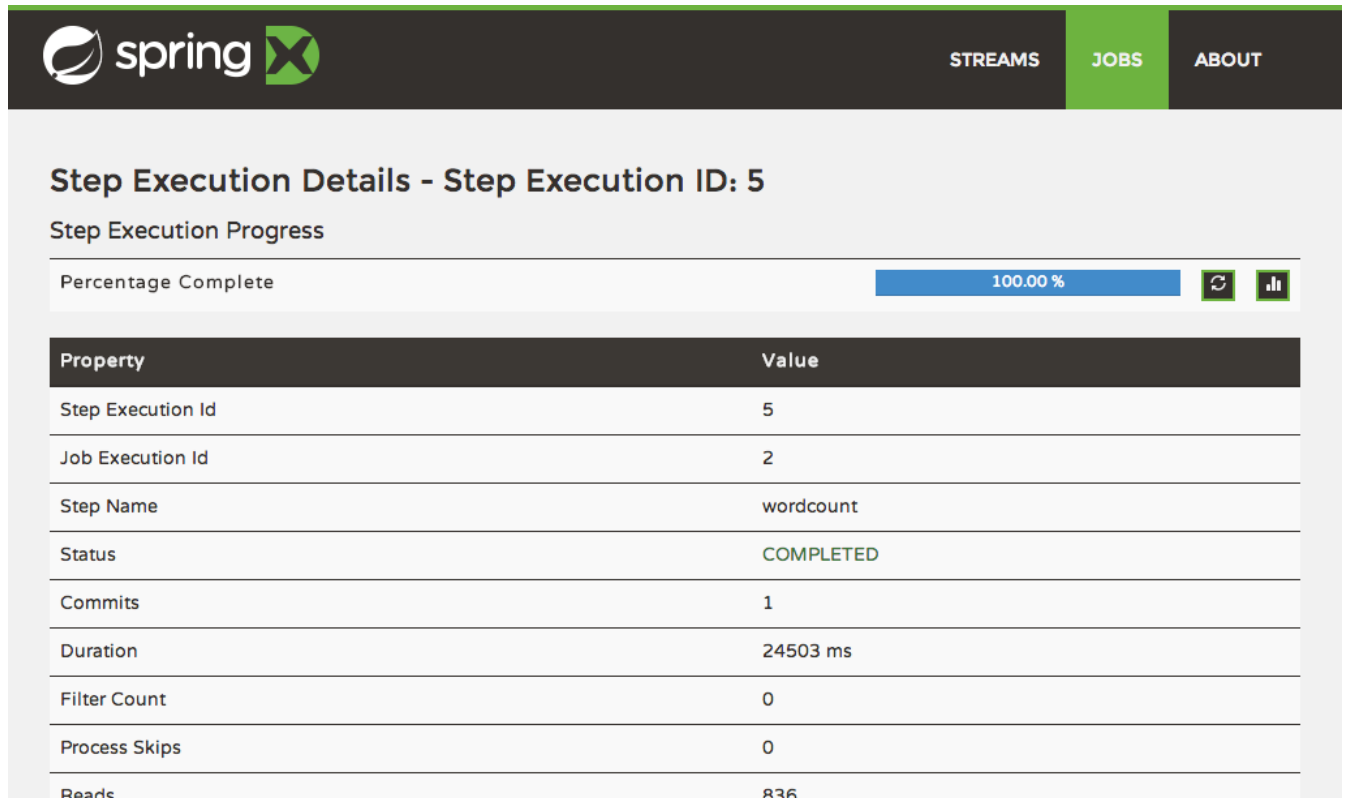 spring XD
STREAMS JOBS ABOUT
Step Execution Details - Step Execution ID: 5
Step Execution Progress
Percentage Complete 100.00 %
Property Value
Step Execution Id 5
Job Execution Id 2
Step Name wordcount
Status COMPLETED
Commits 1
Duration 24503 ms
Filter Count 0
Process Skips 0
Reads 836